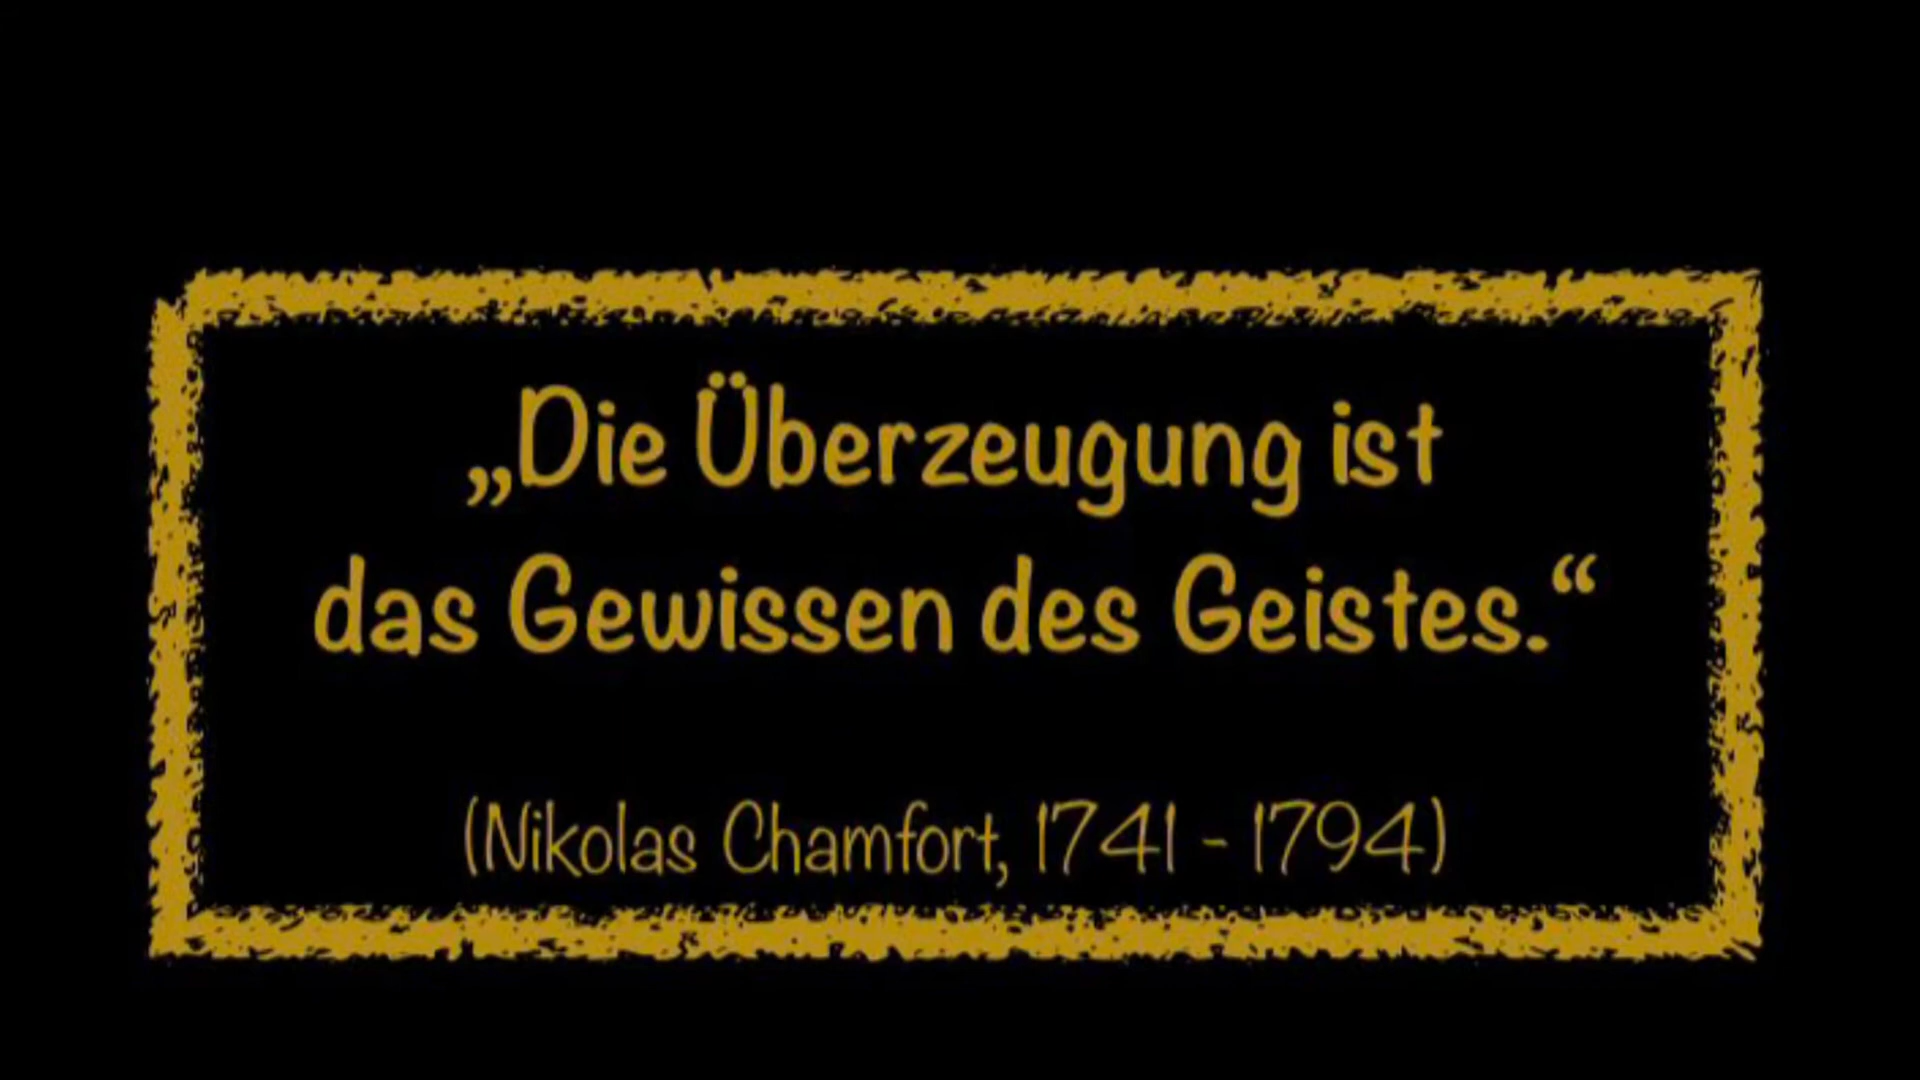 „Die Überzeugung ist
das Gewissen des Geistes.“
(Nikolas Chamfort, 1741 - 1794)